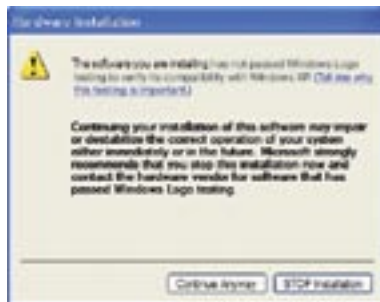 Hardware Installation
The software you are installing has not passed Windows Logo
testing to verify its compatibility with Windows XP. (Tell me why
this testing is important.)
Continuing your installation of this software may impair
or destabilize the correct operation of your system
either immediately or in the future. Microsoft strongly
recommends that you stop this installation now and
contact the hardware vendor for software that has
passed Windows Logo testing.
Continue Anyway
STOP Installation